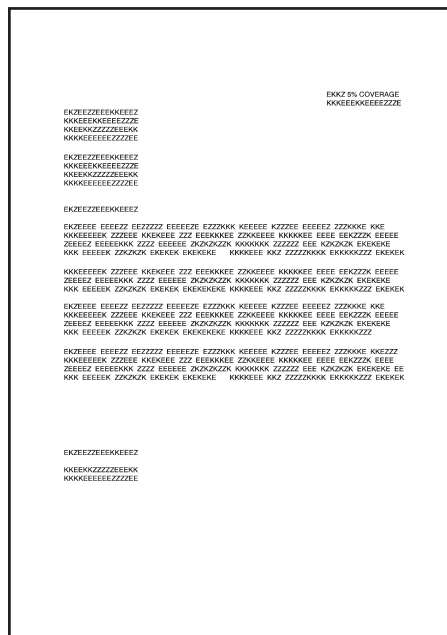 EKKZ 5% COVERAGE
KKKEEEKKEEEEZZZE
EKZEEZZEEEKKEEEZ
KKKEEEKKEEEEZZZE
KKEEKKZZZZZEEEKK
KKKKEEEEEEZZZZEE
EKZEEZZEEEKKEEEZ
KKKEEEKKEEEEZZZE
KKEEKKZZZZZEEEKK
KKKKEEEEEEZZZZEE
EKZEEZZEEEKKEEEZ
EKZEEEE EEEEZZ EEZZZZZ EEEEEZE EZZZKKK KEEEEE KZZZEE EEEEEZ ZZZKKKE KKE
KKKEEEEEK ZZZEEE KKEKEEE ZZZ EEEKKKEE ZZKKEEEE KKKKKEE EEEE EEKZZZK EEEEE
ZEEEEZ EEEEEKKK ZZZZ EEEEEE ZKZKZKZZK KKKKKKK ZZZZZZ EEE KZKZKZK EKEKEKE
KKK EEEEEK ZZKZKZK EKEKEK EKEKEKE KKKKEEE KKZ ZZZZZKKKK EKKKKKZZZ EKEKEK
KKKEEEEEK ZZZEEE KKEKEEE ZZZ EEEKKKEE ZZKKEEEE KKKKKEE EEEE EEKZZZK EEEEE
ZEEEEZ EEEEEKKK ZZZZ EEEEEE ZKZKZKZZK KKKKKKK ZZZZZZ EEE KZKZKZK EKEKEKE
KKK EEEEEK ZZKZKZK EKEKEK EKEKEKEKE KKKKEEE KKZ ZZZZZKKKK EKKKKKZZZ EKEKEK
EKZEEEE EEEEZZ EEZZZZZ EEEEEZE EZZZKKK KEEEEE KZZZEE EEEEEZ ZZZKKKE KKE
KKKEEEEEK ZZZEEE KKEKEEE ZZZ EEEKKKEE ZZKKEEEE KKKKKEE EEEE EEKZZZK EEEEE
ZEEEEZ EEEEEKKK ZZZZ EEEEEE ZKZKZKZZK KKKKKKK ZZZZZZ EEE KZKZKZK EKEKEKE
KKK EEEEEK ZZKZKZK EKEKEK EKEKEKEKE KKKKEEE KKZ ZZZZZKKKK EKKKKKZZZ
EKZEEEE EEEEZZ EEZZZZZ EEEEEZE EZZZKKK KEEEEE KZZZEE EEEEEZ ZZZKKKE KKEZZZ
KKKEEEEEK ZZZEEE KKEKEEE ZZZ EEEKKKEE ZZKKEEEE KKKKKEE EEEE EEKZZZK EEEE
ZEEEEZ EEEEEKKK ZZZZ EEEEEE ZKZKZKZZK KKKKKKK ZZZZZZ EEE KZKZKZK EKEKEKE EE
KKK EEEEEK ZZKZKZK EKEKEK EKEKEKE KKKKEEE KKZ ZZZZZKKKK EKKKKKZZZ EKEKEK
EKZEEZZEEEKKEEEZ
KKEEKKZZZZZEEEKK
KKKKEEEEEEZZZZEE